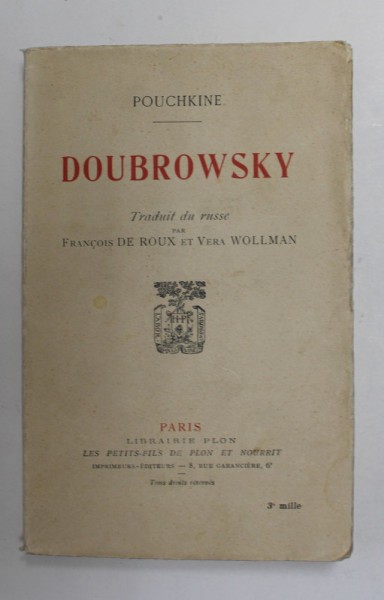 POUCHKINE
DOUBROWSKY
Traduit du russe
PAR
FRANÇOIS DE ROUX ET VERA WOLLMAN
LABOR
PARIS
LIBRAIRIE PLON
LES PETITS-FILS DE PLON ET NOURRIT
IMPRIMEURS-ÉDITEURS — 8, RUE GARANCIÈRE, 6e
Tous droits réservés
3e mille